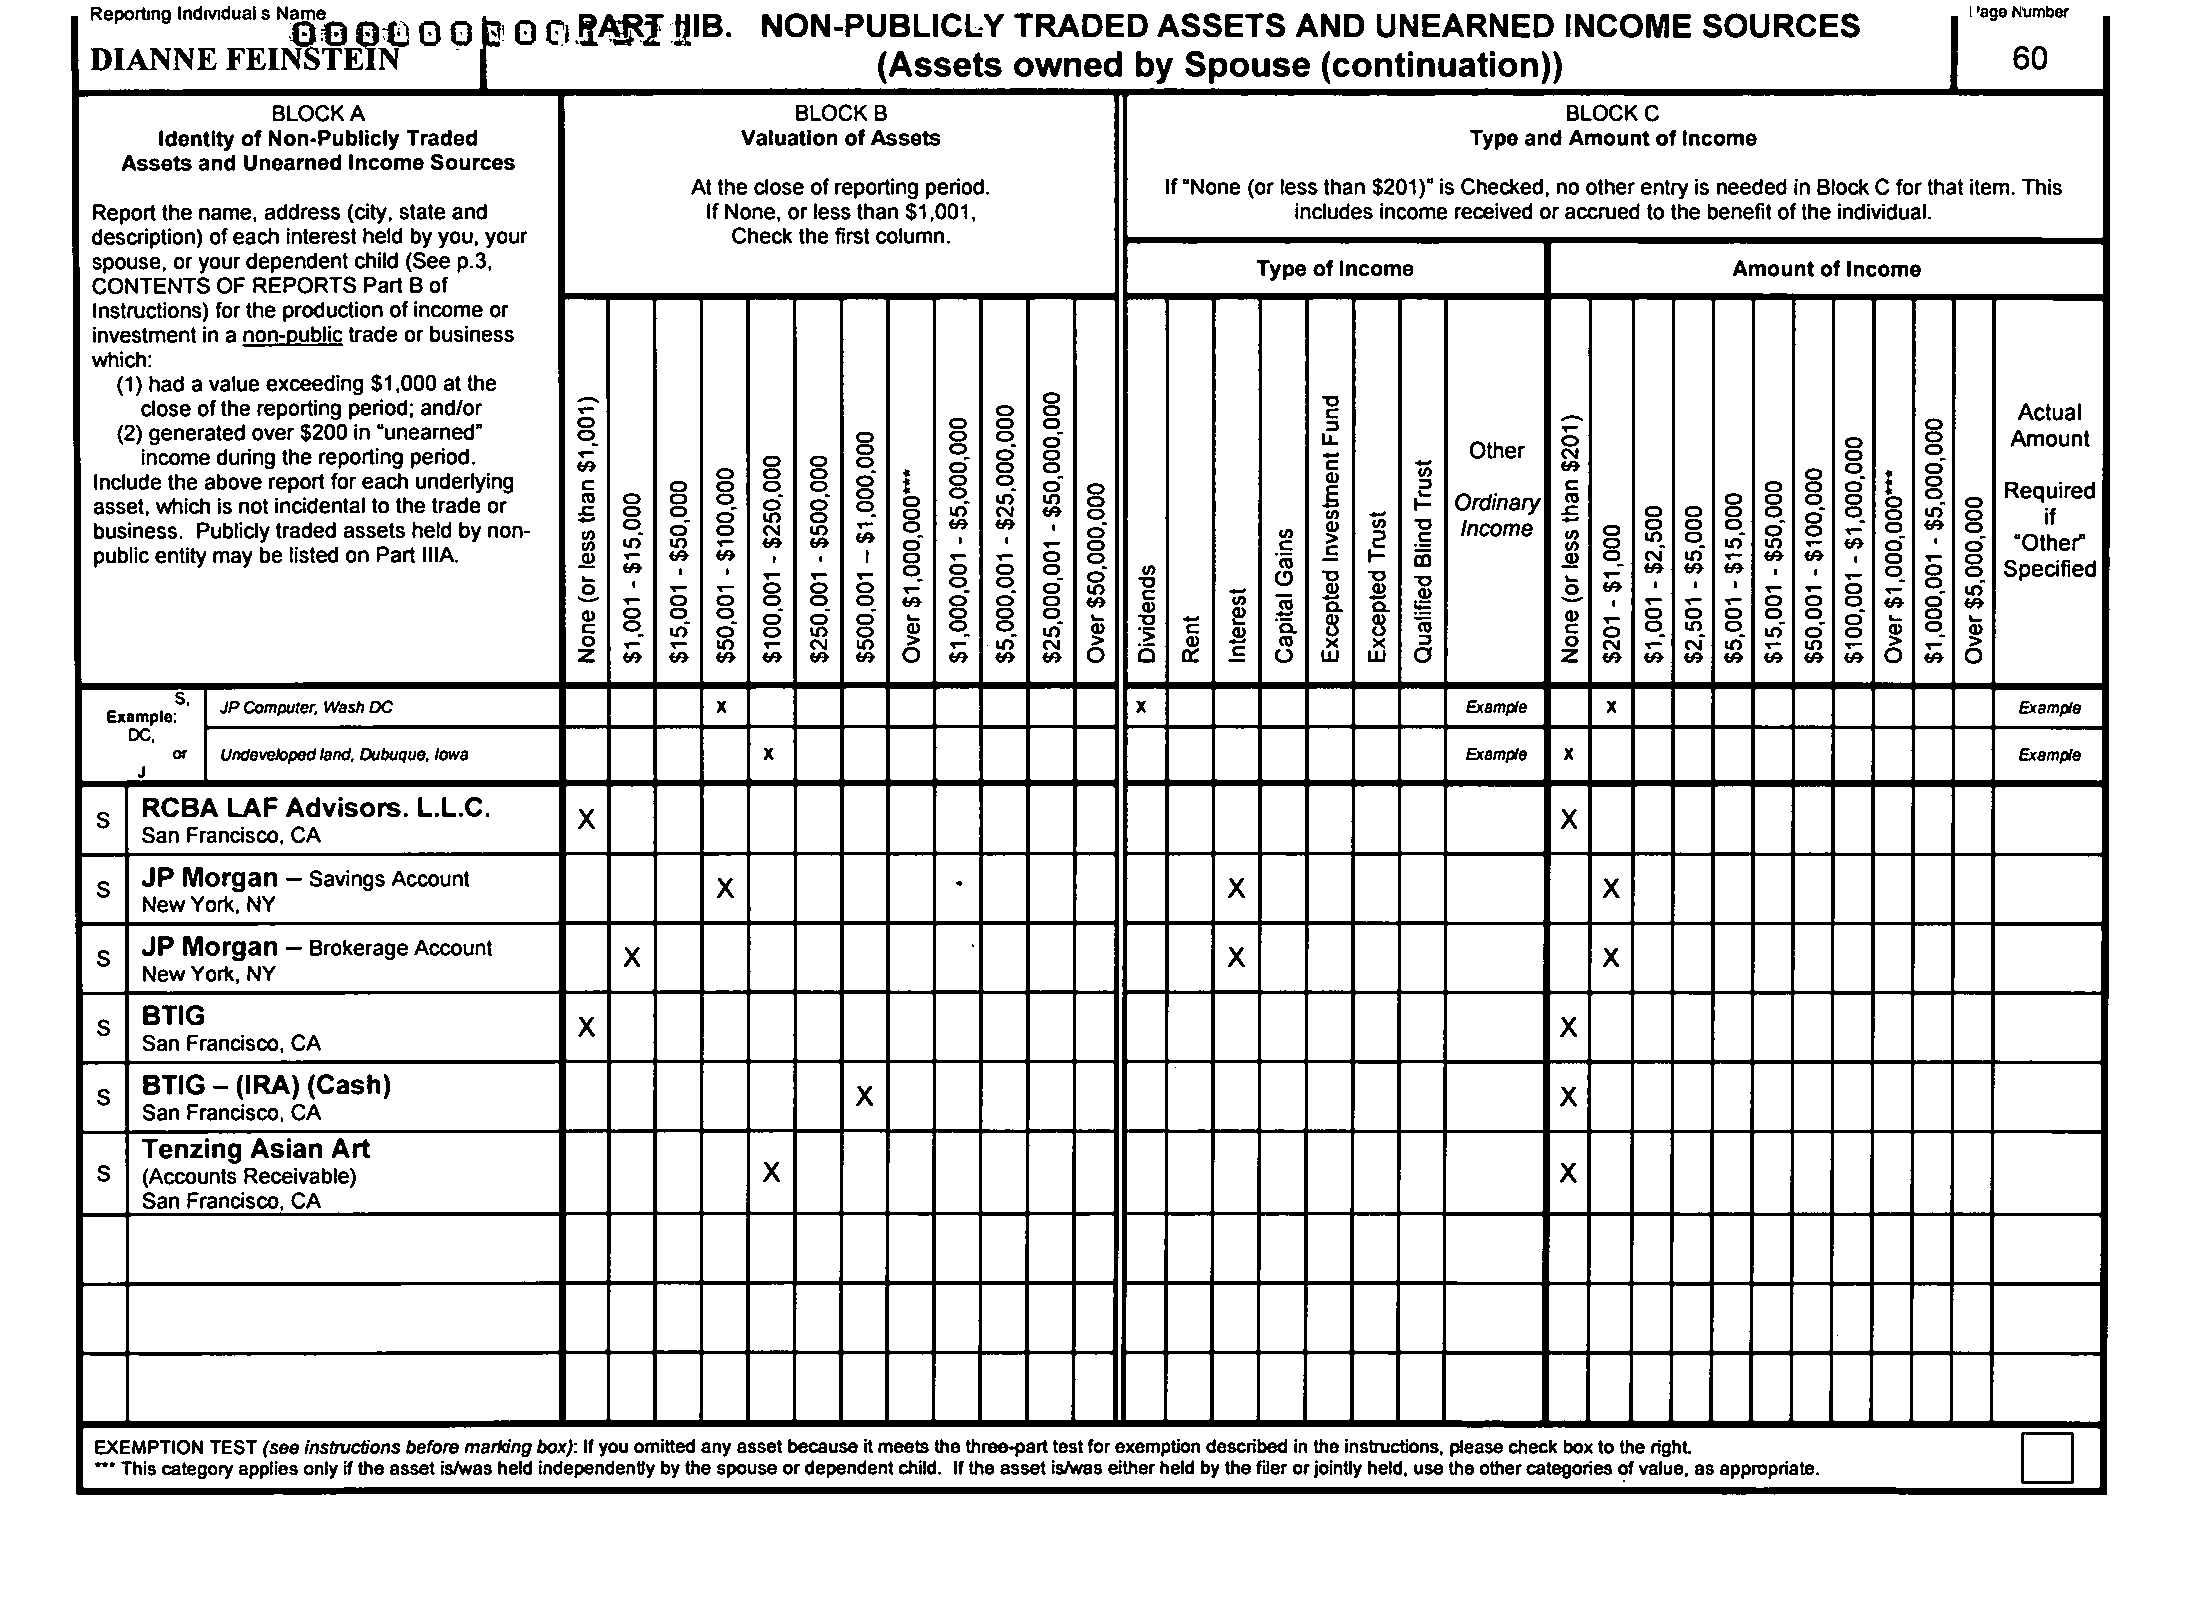 Reporting Individual s Name
DIANNE FEINSTEIN
PART IIIB. NON-PUBLICLY TRADED ASSETS AND UNEARNED INCOME SOURCES
(Assets owned by Spouse (continuation))
Page Number
60
BLOCK A
Identity of Non-Publicly Traded
Assets and Unearned Income Sources
Report the name, address (city, state and
description) of each interest held by you, your
spouse, or your dependent child (See p.3,
CONTENTS OF REPORTS Part B of
Instructions) for the production of income or
investment in a non-public trade or business
which:
(1) had a value exceeding $1,000 at the
close of the reporting period; and/or
(2) generated over $200 in "unearned"
income during the reporting period.
Include the above report for each underlying
asset, which is not incidental to the trade or
business. Publicly traded assets held by non-
public entity may be listed on Part IIIA.
BLOCK B
Valuation of Assets
At the close of reporting period.
If None, or less than $1,001,
Check the first column.
None (or less than $1,001)
$1,001 - $15,000
$15,001 - $50,000
$50,001 - $100,000
$100,001 - $250,000
$250,001 - $500,000
$500,001 – $1,000,000
Over $1,000,000***
$1,000,001 - $5,000,000
$5,000,001 - $25,000,000
$25,000,001 - $50,000,000
Over $50,000,000
BLOCK C
Type and Amount of Income
If "None (or less than $201)" is Checked, no other entry is needed in Block C for that item. This
includes income received or accrued to the benefit of the individual.
Type of Income
Amount of Income
Dividends
Rent
Interest
Capital Gains
Excepted Investment Fund
Excepted Trust
Qualified Blind Trust
Other
Ordinary
Income
None (or less than $201)
$201 - $1,000
$1,001 - $2,500
$2,501 - $5,000
$5,001 - $15,000
$15,001 - $50,000
$50,001 - $100,000
$100,001 - $1,000,000
Over $1,000,000***
$1,000,001 - $5,000,000
Over $5,000,000
Actual
Amount
Required
if
"Other"
Specified
Example: S,
DC,
or
J
JP Computer, Wash DC x x Example x Example
Undeveloped land, Dubuque, Iowa x Example x Example
S RCBA LAF Advisors. L.L.C. X X
San Francisco, CA
S JP Morgan – Savings Account X X X
New York, NY
S JP Morgan – Brokerage Account X X X
New York, NY
S BTIG X X
San Francisco, CA
S BTIG – (IRA) (Cash) X X
San Francisco, CA
S Tenzing Asian Art X X
(Accounts Receivable)
San Francisco, CA
EXEMPTION TEST (see instructions before marking box): If you omitted any asset because it meets the three-part test for exemption described in the instructions, please check box to the right.
*** This category applies only if the asset is/was held independently by the spouse or dependent child. If the asset is/was either held by the filer or jointly held, use the other categories of value, as appropriate.